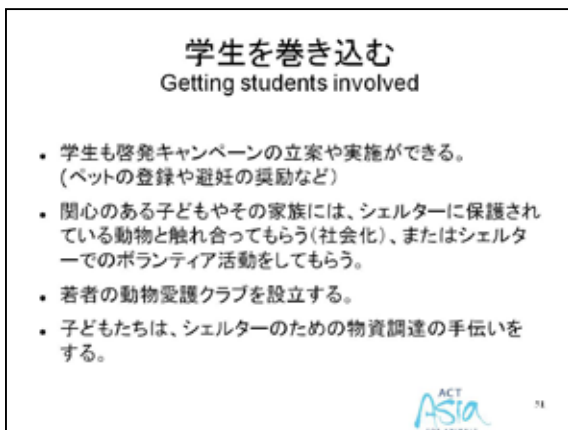 学生を巻き込む
Getting students involved
• 学生も啓発キャンペーンの立案や実施ができる。
(ペットの登録や避妊の奨励など)
• 関心のある子どもやその家族には、シェルターに保護され
ている動物と触れ合ってもらう(社会化)、またはシェルタ
ーでのボランティア活動をしてもらう。
• 若者の動物愛護クラブを設立する。
• 子どもたちは、シェルターのための物資調達の手伝いを
する。
ACT
Asia